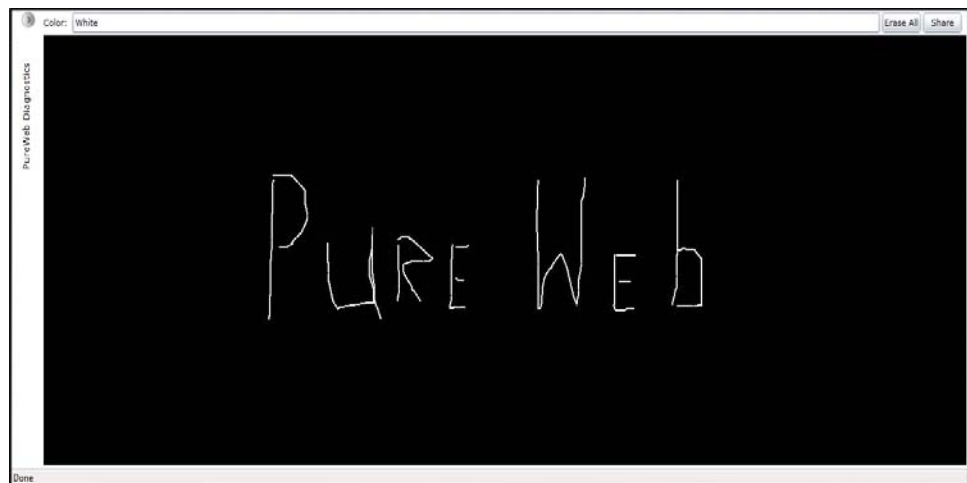 Color: White Erase All Share
PureWeb Diagnostics
PURE WEb
Done